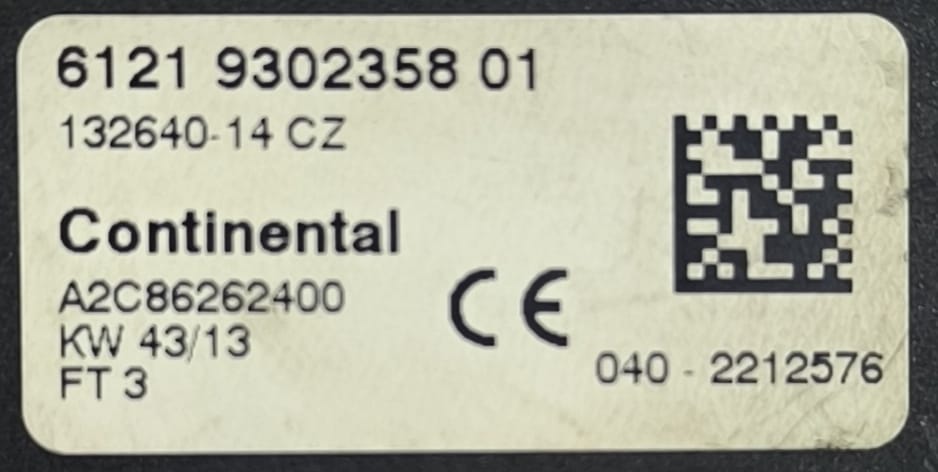 6121 9302358 01
132640-14 CZ
Continental
A2C86262400
CE
KW 43/13
FT 3
040 - 2212576